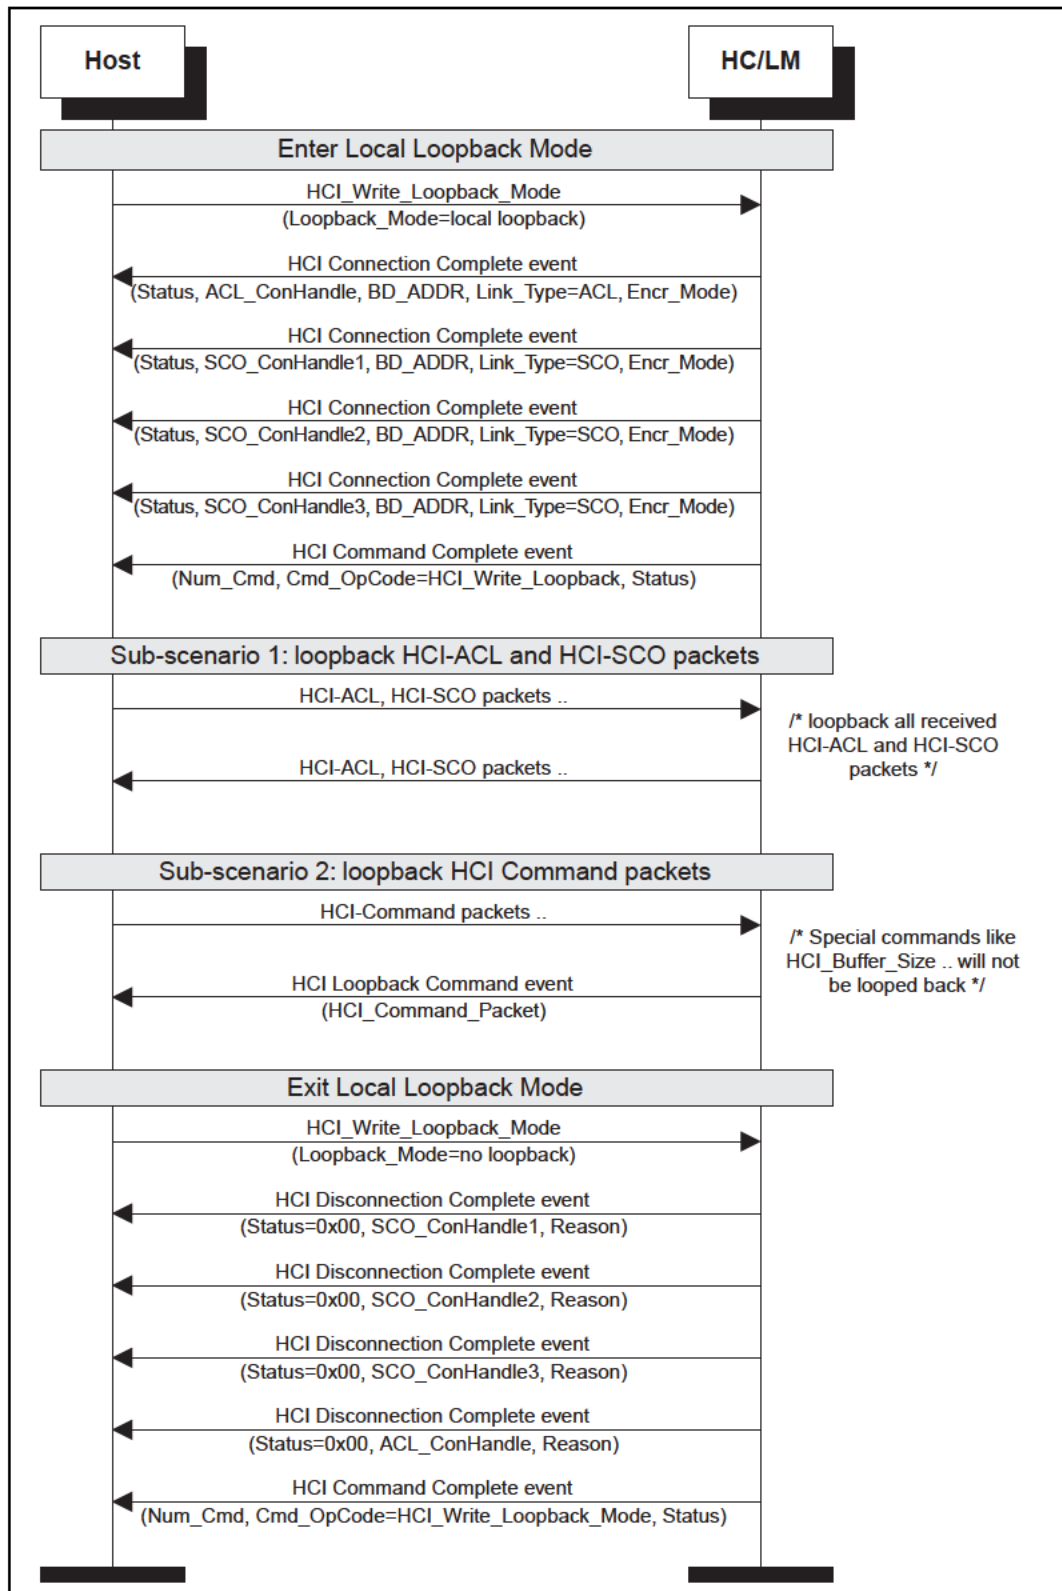 Host
HC/LM
Enter Local Loopback Mode
HCI_Write_Loopback_Mode
(Loopback_Mode=local loopback)
HCI Connection Complete event
(Status, ACL_ConHandle, BD_ADDR, Link_Type=ACL, Encr_Mode)
HCI Connection Complete event
(Status, SCO_ConHandle1, BD_ADDR, Link_Type=SCO, Encr_Mode)
HCI Connection Complete event
(Status, SCO_ConHandle2, BD_ADDR, Link_Type=SCO, Encr_Mode)
HCI Connection Complete event
(Status, SCO_ConHandle3, BD_ADDR, Link_Type=SCO, Encr_Mode)
HCI Command Complete event
(Num_Cmd, Cmd_OpCode=HCI_Write_Loopback, Status)
Sub-scenario 1: loopback HCI-ACL and HCI-SCO packets
HCI-ACL, HCI-SCO packets ..
/* loopback all received
HCI-ACL and HCI-SCO
packets */
HCI-ACL, HCI-SCO packets ..
Sub-scenario 2: loopback HCI Command packets
HCI-Command packets ..
/* Special commands like
HCI_Buffer_Size .. will not
be looped back */
HCI Loopback Command event
(HCI_Command_Packet)
Exit Local Loopback Mode
HCI_Write_Loopback_Mode
(Loopback_Mode=no loopback)
HCI Disconnection Complete event
(Status=0x00, SCO_ConHandle1, Reason)
HCI Disconnection Complete event
(Status=0x00, SCO_ConHandle2, Reason)
HCI Disconnection Complete event
(Status=0x00, SCO_ConHandle3, Reason)
HCI Disconnection Complete event
(Status=0x00, ACL_ConHandle, Reason)
HCI Command Complete event
(Num_Cmd, Cmd_OpCode=HCI_Write_Loopback_Mode, Status)